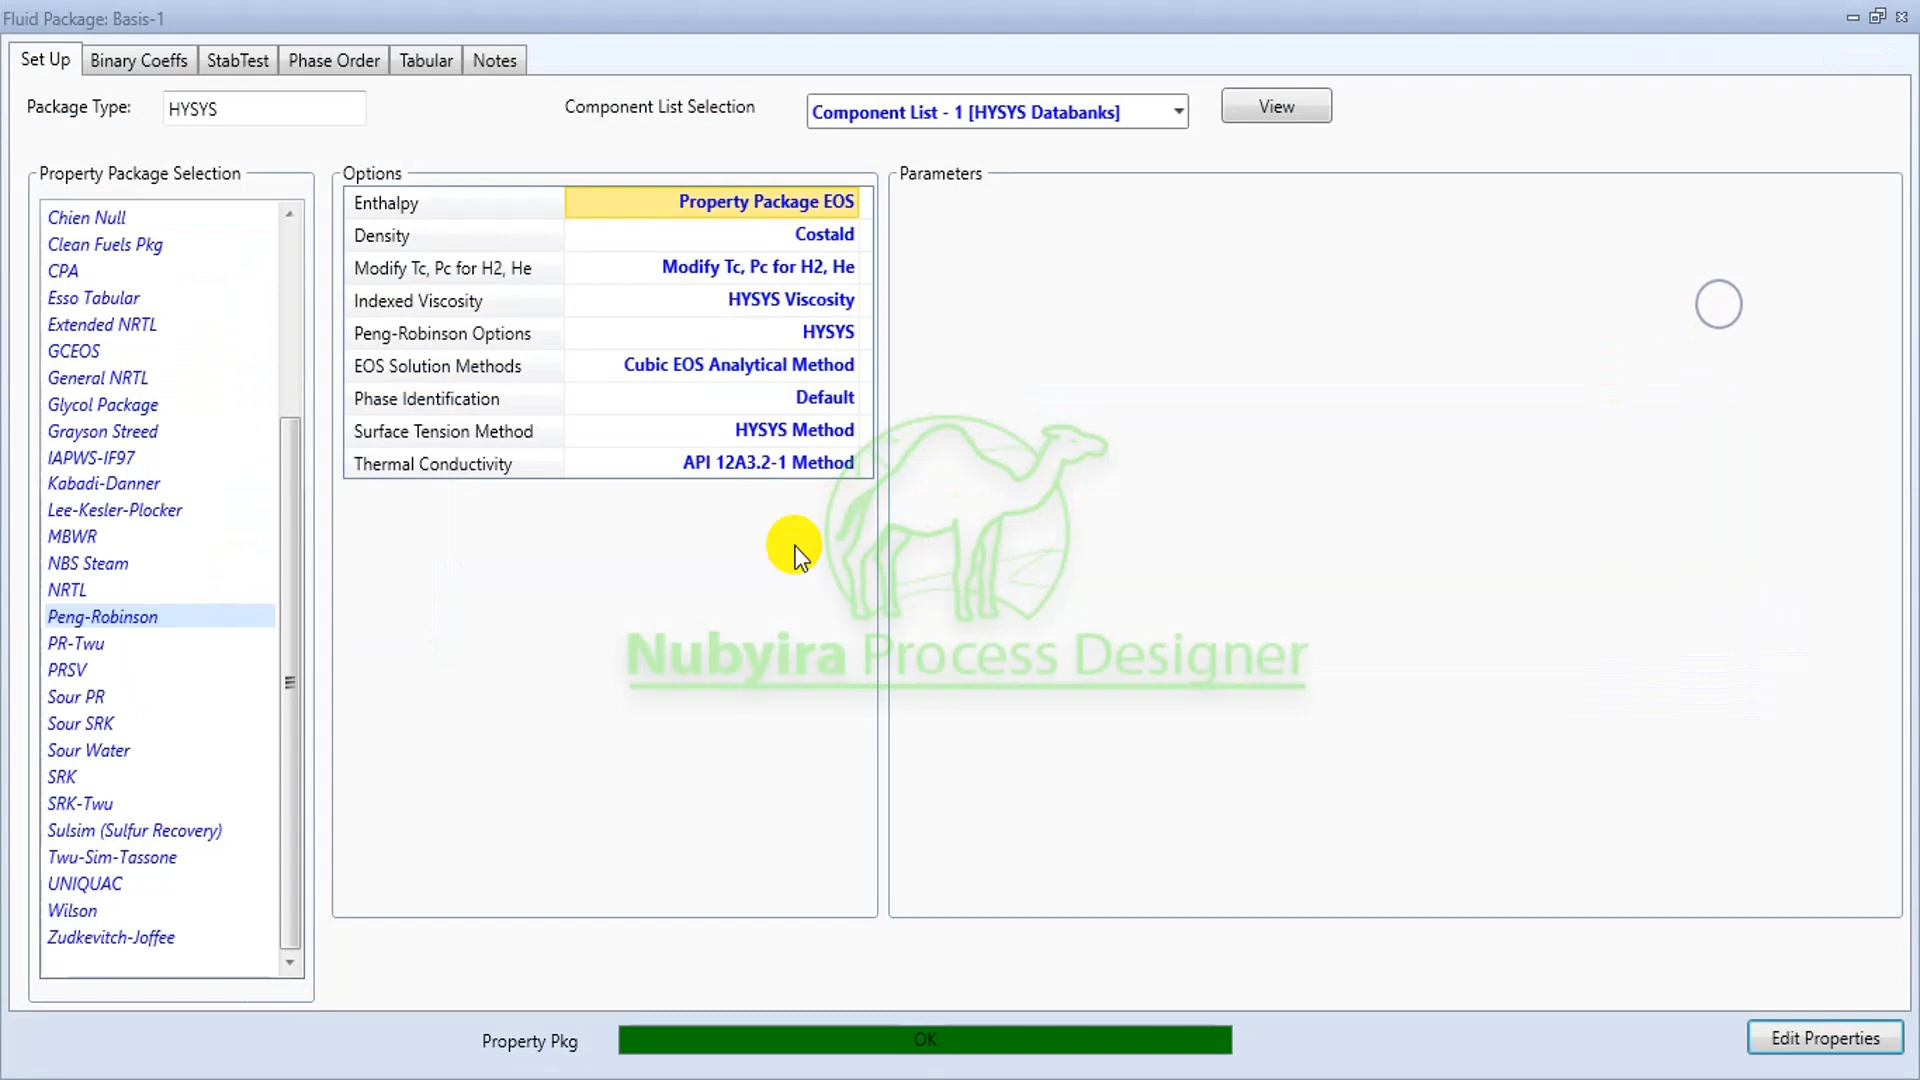 Fluid Package: Basis-1
Set Up Binary Coeffs StabTest Phase Order Tabular Notes
Package Type: HYSYS Component List Selection Component List - 1 [HYSYS Databanks] View
Property Package Selection
Chien Null
Clean Fuels Pkg
CPA
Esso Tabular
Extended NRTL
GCEOS
General NRTL
Glycol Package
Grayson Streed
IAPWS-IF97
Kabadi-Danner
Lee-Kesler-Plocker
MBWR
NBS Steam
NRTL
Peng-Robinson
PR-Twu
PRSV
Sour PR
Sour SRK
Sour Water
SRK
SRK-Twu
Sulsim (Sulfur Recovery)
Twu-Sim-Tassone
UNIQUAC
Wilson
Zudkevitch-Joffee
Options
Enthalpy Property Package EOS
Density Costald
Modify Tc, Pc for H2, He Modify Tc, Pc for H2, He
Indexed Viscosity HYSYS Viscosity
Peng-Robinson Options HYSYS
EOS Solution Methods Cubic EOS Analytical Method
Phase Identification Default
Surface Tension Method HYSYS Method
Thermal Conductivity API 12A3.2-1 Method
Parameters
Nubyira Process Designer
Property Pkg OK Edit Properties